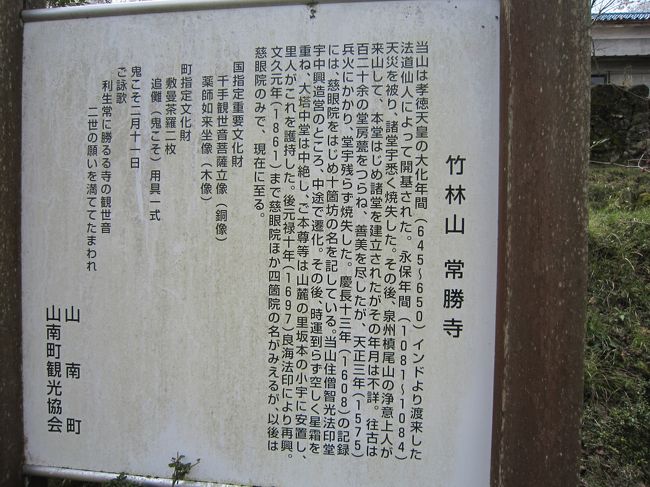 竹林山 常勝寺
当山は孝徳天皇の大化年間(645~650)インドより渡来した
法道仙人によって開基された。永保年間(1081~1084)
天災を被り、諸堂宇悉く焼失した。その後、泉州槙尾山の浄意上人が
来山して、本堂はじめ諸堂を建立されたがその年月は不詳。往古は
百二十余の堂房甍をつらね、善美を尽したが、天正三年(1575)
兵火にかかり、堂宇残らず焼失した。慶長十三年(1608)の記録
には、慈眼院をはじめ十箇坊の名を記している。当山住僧智光法印堂
宇中興造営のところ、中途で遷化。その後、時運到らず空しく星霜を
重ね、大塔中堂は中絶し、ご本尊等は山麓の里坂本の小宇に安置し、
里人がこれを護持した。後元禄十年(1697)良海法印により再興。
文久元年(1861)まで慈眼院ほか四箇院の名がみえるが、以後は
慈眼院のみで、現在に至る。
国指定重要文化財
千手観世音菩薩立像(銅像)
薬師如来坐像(木像)
町指定文化財
敷曼荼羅二枚
追儺(鬼こそ)用具一式
鬼こそ二月十一日
ご詠歌
利生常に勝るる寺の観世音
二世の願いを満ててたまわれ
山南町
山南町観光協会